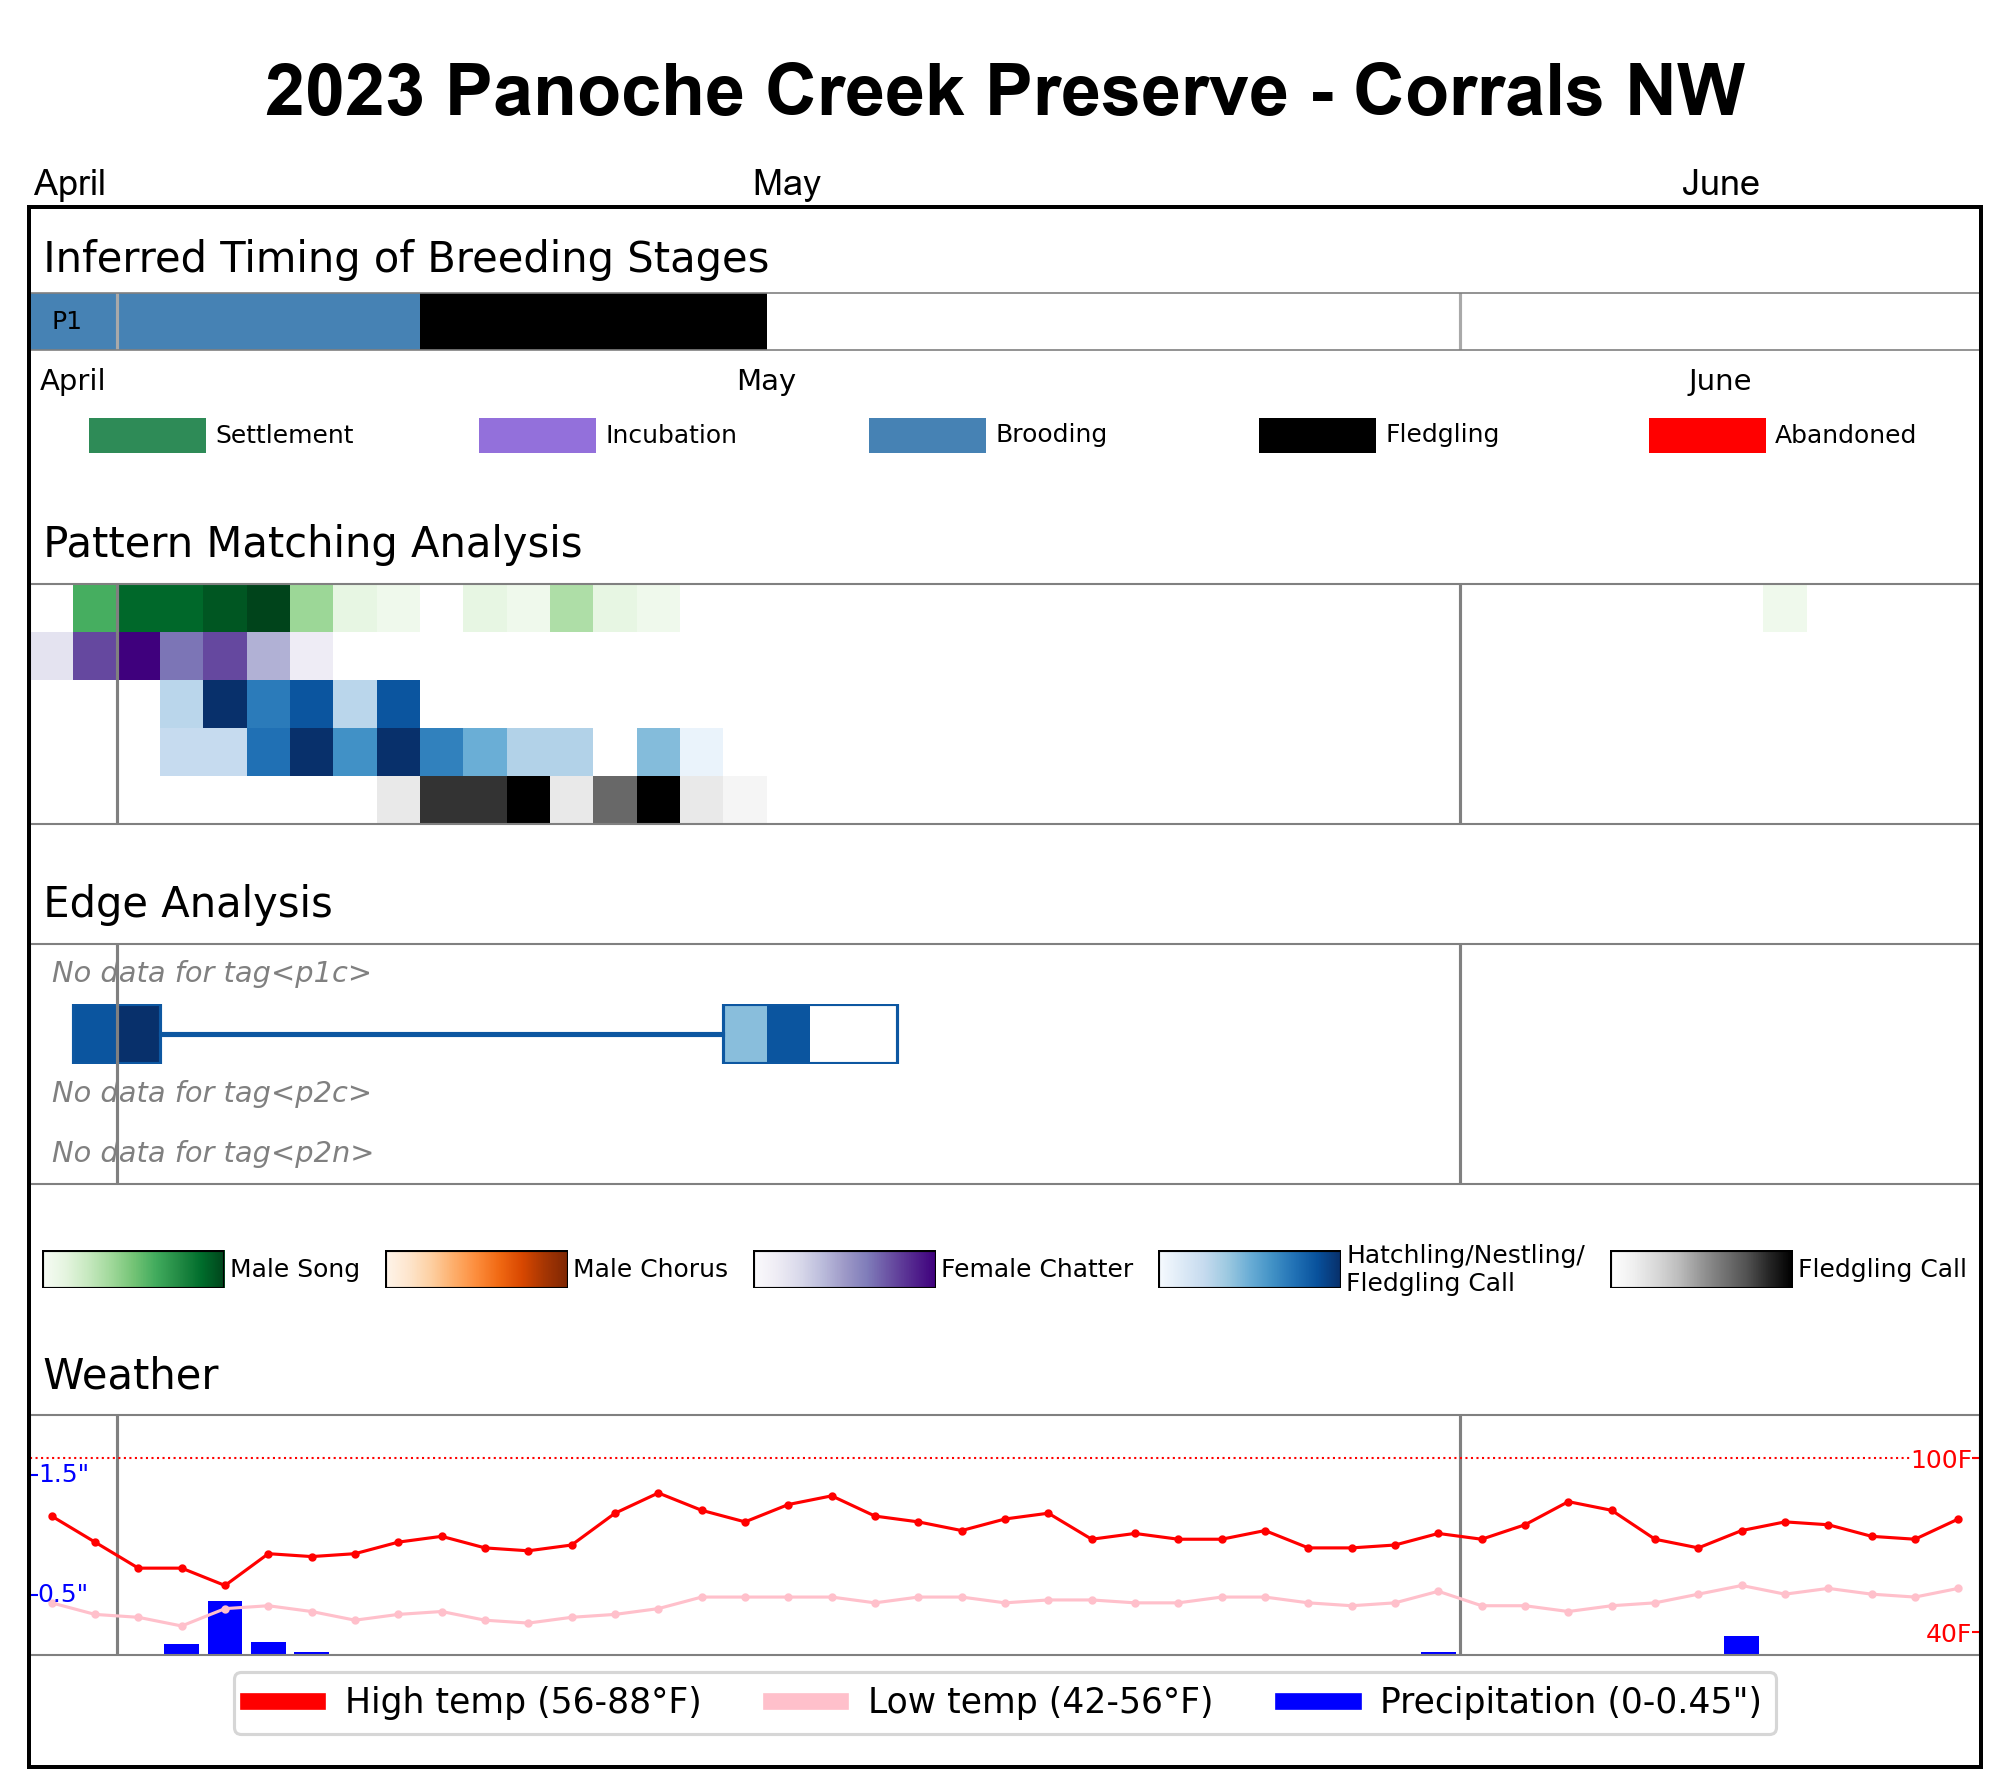 2023 Panoche Creek Preserve - Corrals NW
April May June
Inferred Timing of Breeding Stages
P1
April May June
Settlement Incubation Brooding Fledgling Abandoned
Pattern Matching Analysis
Edge Analysis
No data for tag<p1c>
No data for tag<p2c>
No data for tag<p2n>
Male Song Male Chorus Female Chatter Hatchling/Nestling/
Fledgling Call Fledgling Call
Weather
1.5" 100F
0.5"
40F
High temp (56-88°F) Low temp (42-56°F) Precipitation (0-0.45")